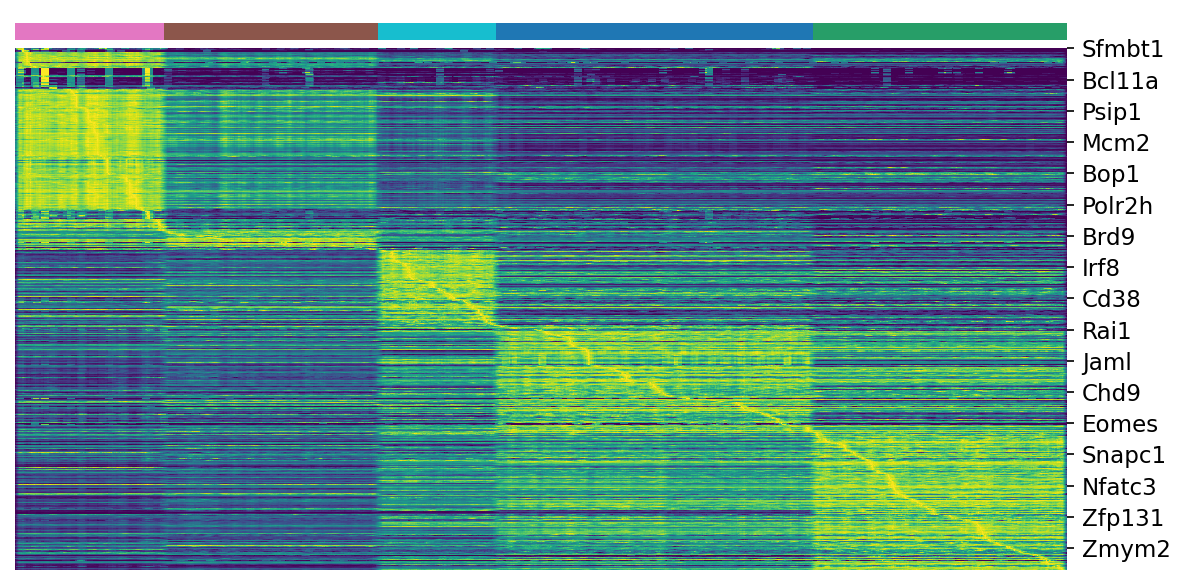 Sfmbt1
Bcl11a
Psip1
Mcm2
Bop1
Polr2h
Brd9
Irf8
Cd38
Rai1
Jaml
Chd9
Eomes
Snapc1
Nfatc3
Zfp131
Zmym2